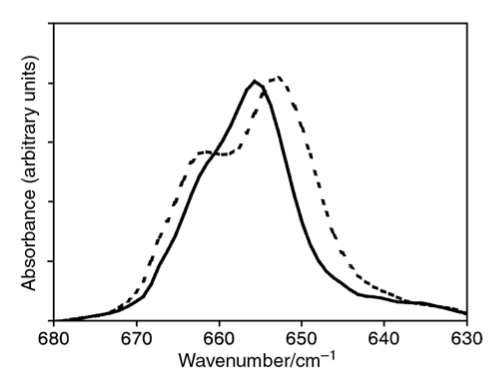 Absorbance (arbitrary units)
680 670 660 650 640 630
Wavenumber/cm⁻¹